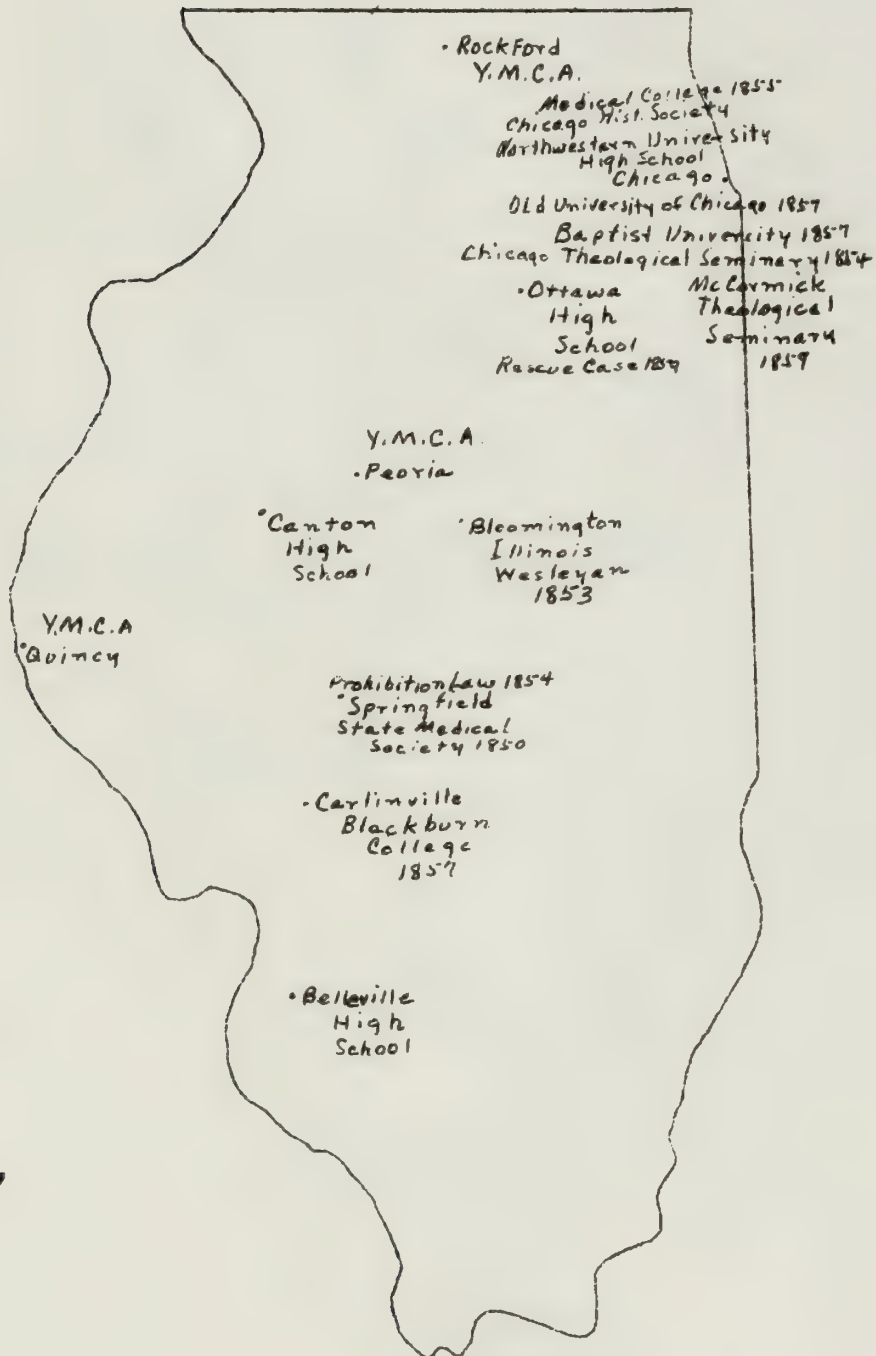 Rockford
Y.M.C.A.
Medical College 1855
Chicago Hist. Society
Northwestern University
High School
Chicago
Old University of Chicago 1857
Baptist University 1857
Chicago Theological Seminary 1854
Ottawa
High
School
Rescue Case 1859
McCormick
Theological
Seminary
1859
Y.M.C.A.
Peoria
Canton
High
School
Bloomington
Illinois
Wesleyan
1853
Y.M.C.A
Quincy
Prohibition Law 1854
Springfield
State Medical
Society 1850
Carlinville
Blackburn
College
1857
Belleville
High
School